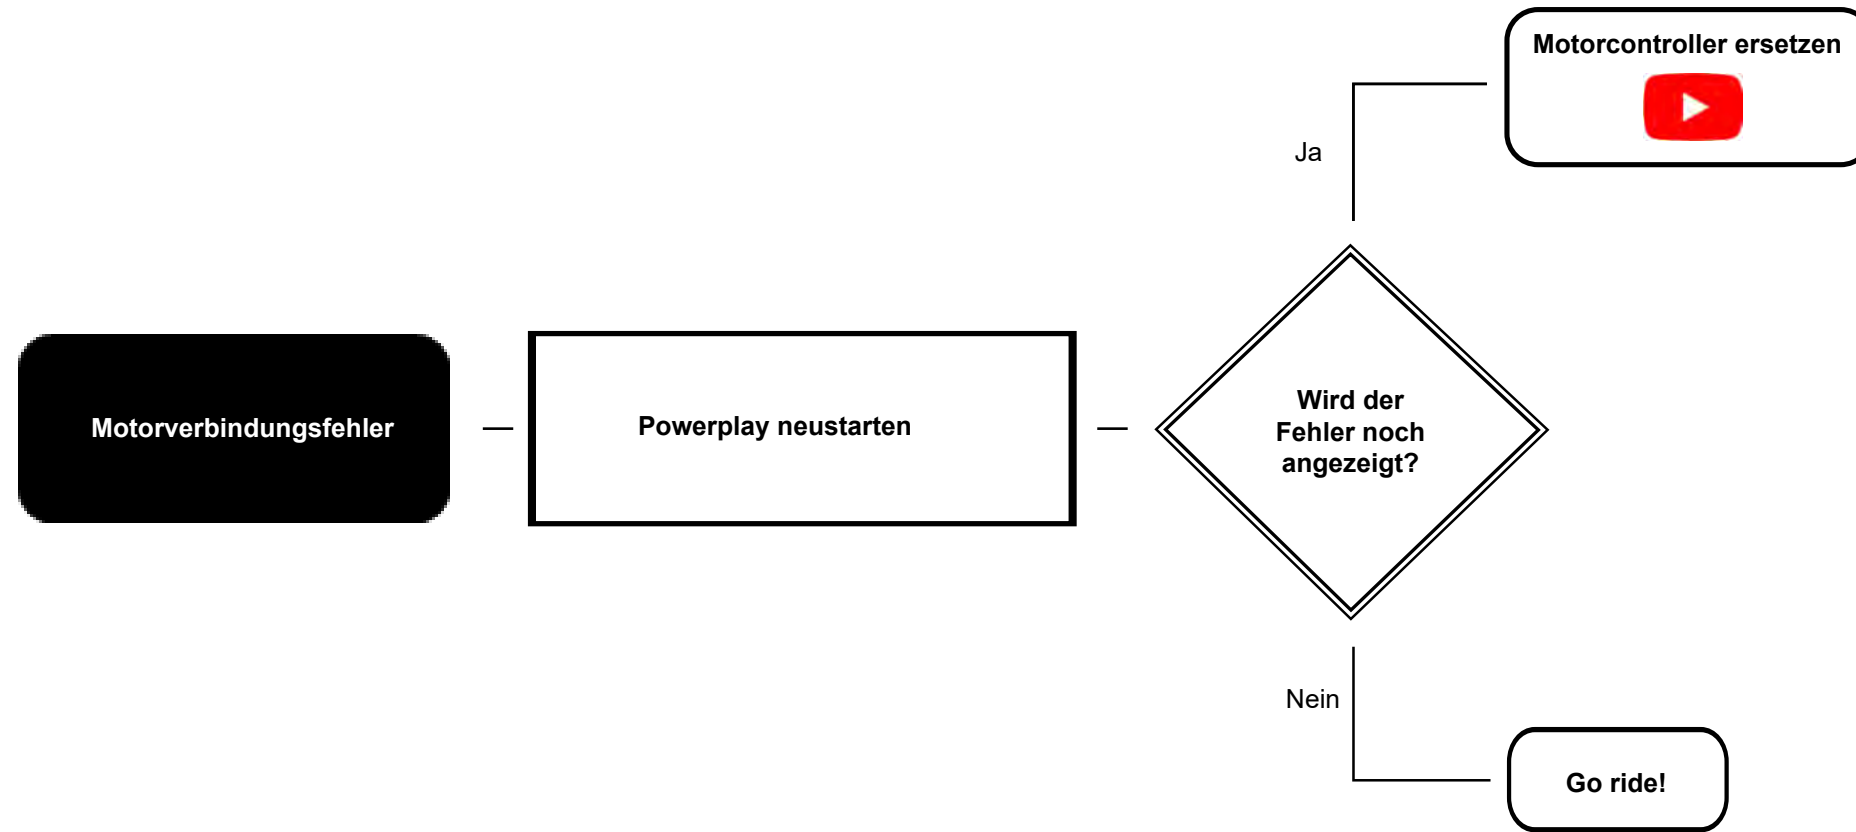 Motorcontroller ersetzen
Ja
Motorverbindungsfehler
Powerplay neustarten
Wird der
Fehler noch
angezeigt?
Nein
Go ride!